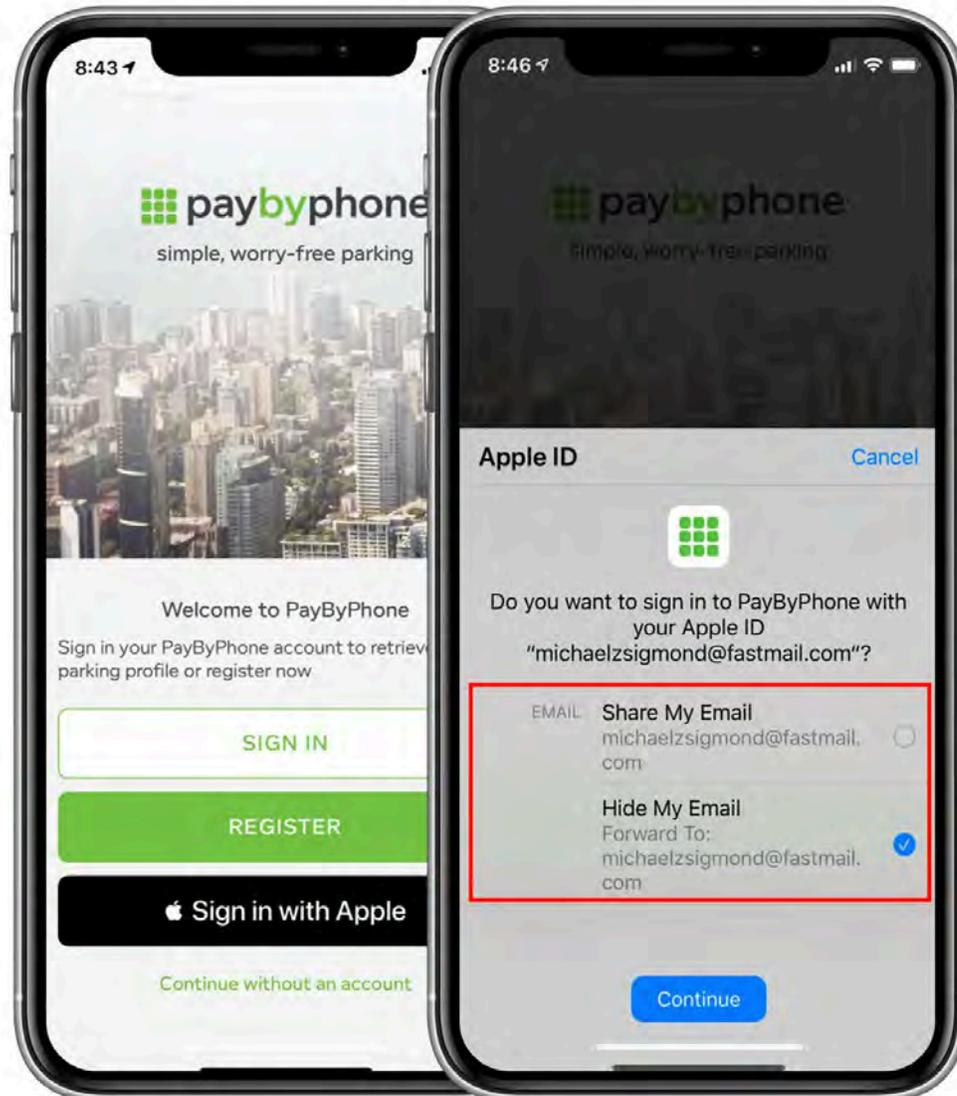 8:43
paybyphone
simple, worry-free parking
Welcome to PayByPhone
Sign in your PayByPhone account to retriev
parking profile or register now
SIGN IN
REGISTER
Sign in with Apple
Continue without an account
8:46
paybyphone
simple, worry-free parking
Apple ID
Cancel
Do you want to sign in to PayByPhone with
your Apple ID
“michaelzsigmond@fastmail.com“?
EMAIL Share My Email
michaelzsigmond@fastmail.
com
Hide My Email
Forward To:
michaelzsigmond@fastmail.
com
Continue